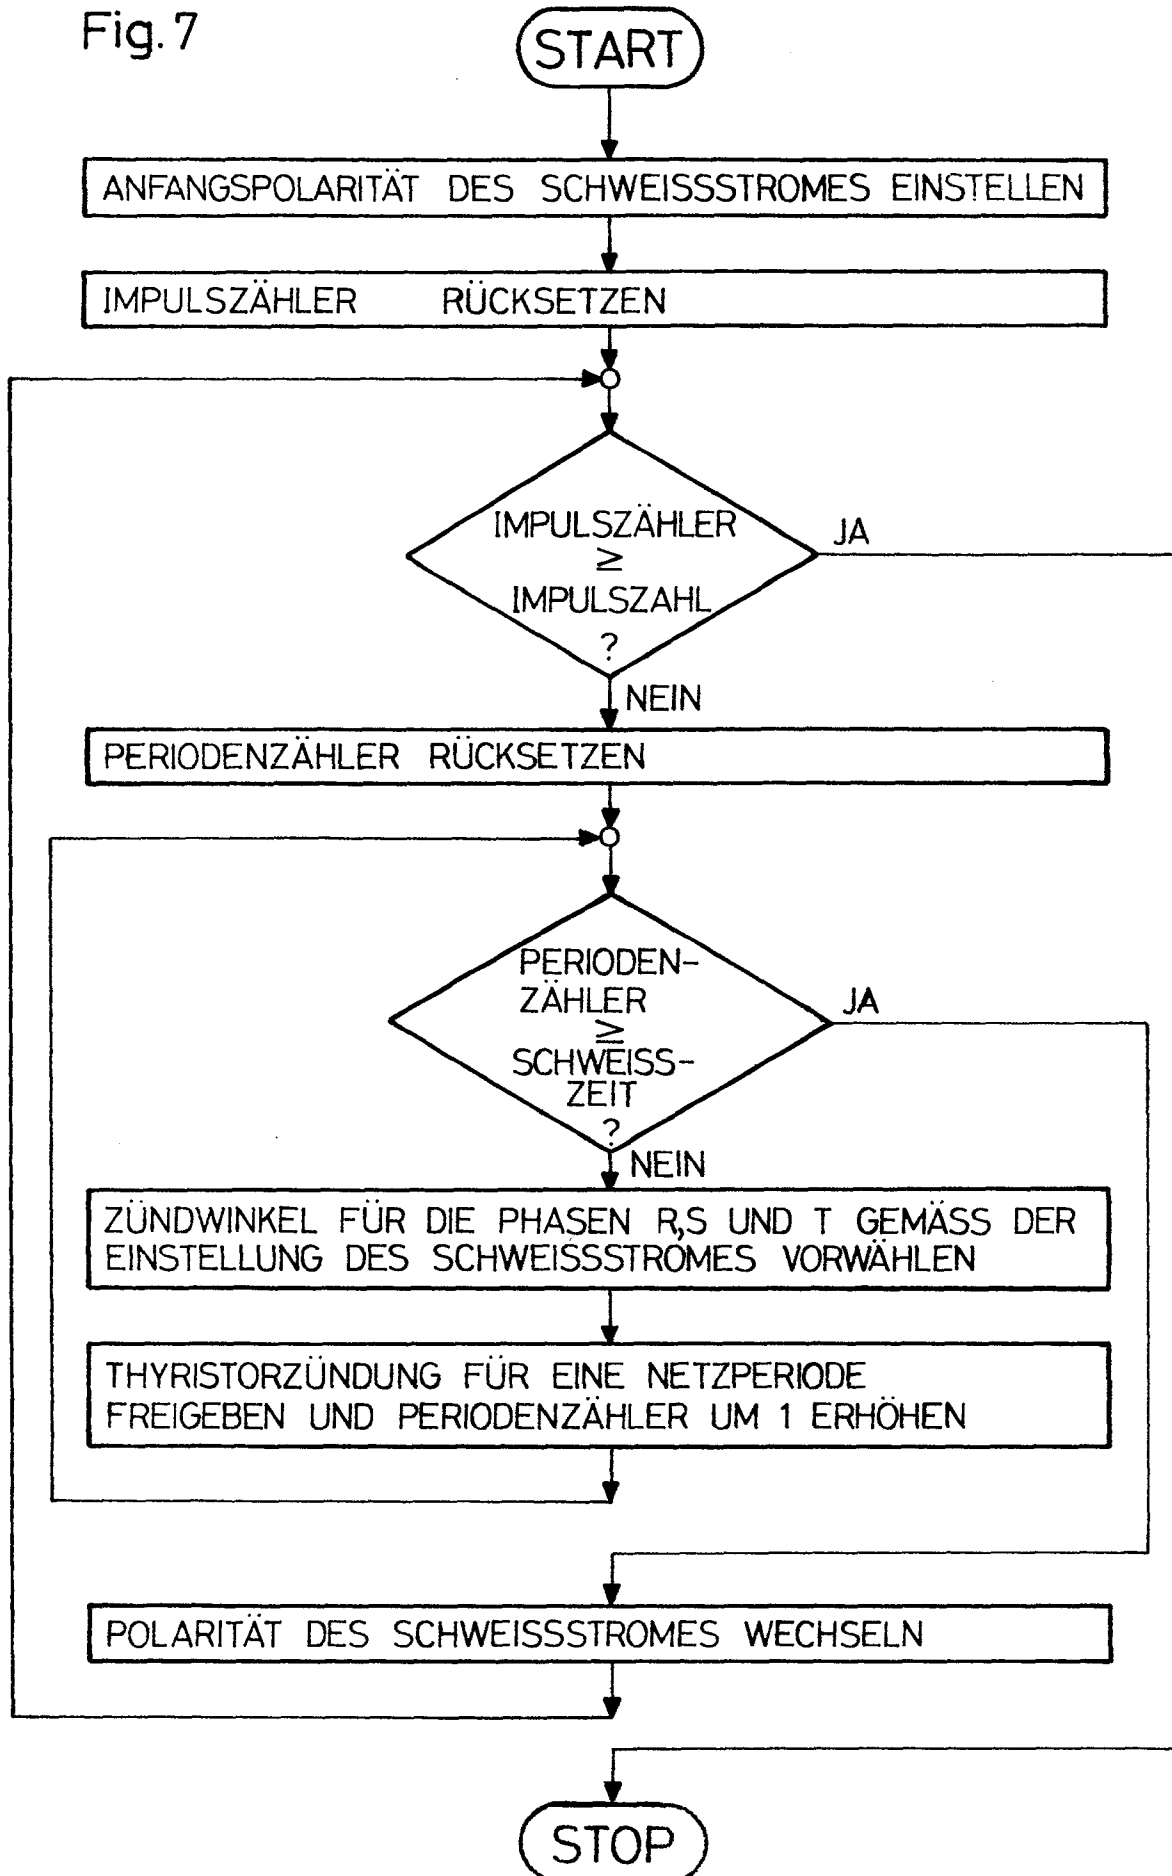 Fig. 7
START
ANFANGSPOLARITÄT DES SCHWEISSSTROMES EINSTELLEN
IMPULSZÄHLER RÜCKSETZEN
IMPULSZÄHLER
≥
IMPULSZAHL
?
JA
NEIN
PERIODENZÄHLER RÜCKSETZEN
PERIODEN-
ZÄHLER
≥
SCHWEISS-
ZEIT
?
JA
NEIN
ZÜNDWINKEL FÜR DIE PHASEN R,S UND T GEMÄSS DER
EINSTELLUNG DES SCHWEISSSTROMES VORWÄHLEN
THYRISTORZÜNDUNG FÜR EINE NETZPERIODE
FREIGEBEN UND PERIODENZÄHLER UM 1 ERHÖHEN
POLARITÄT DES SCHWEISSSTROMES WECHSELN
STOP